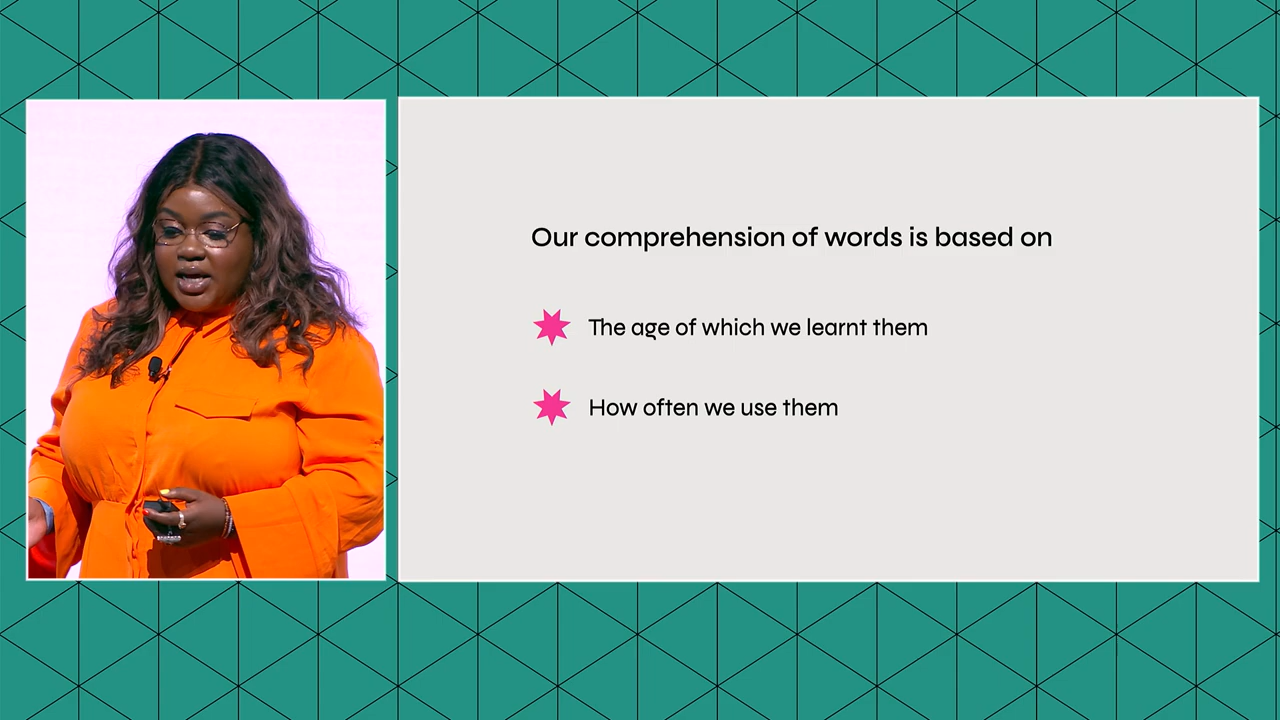 Our comprehension of words is based on
The age of which we learnt them
How often we use them